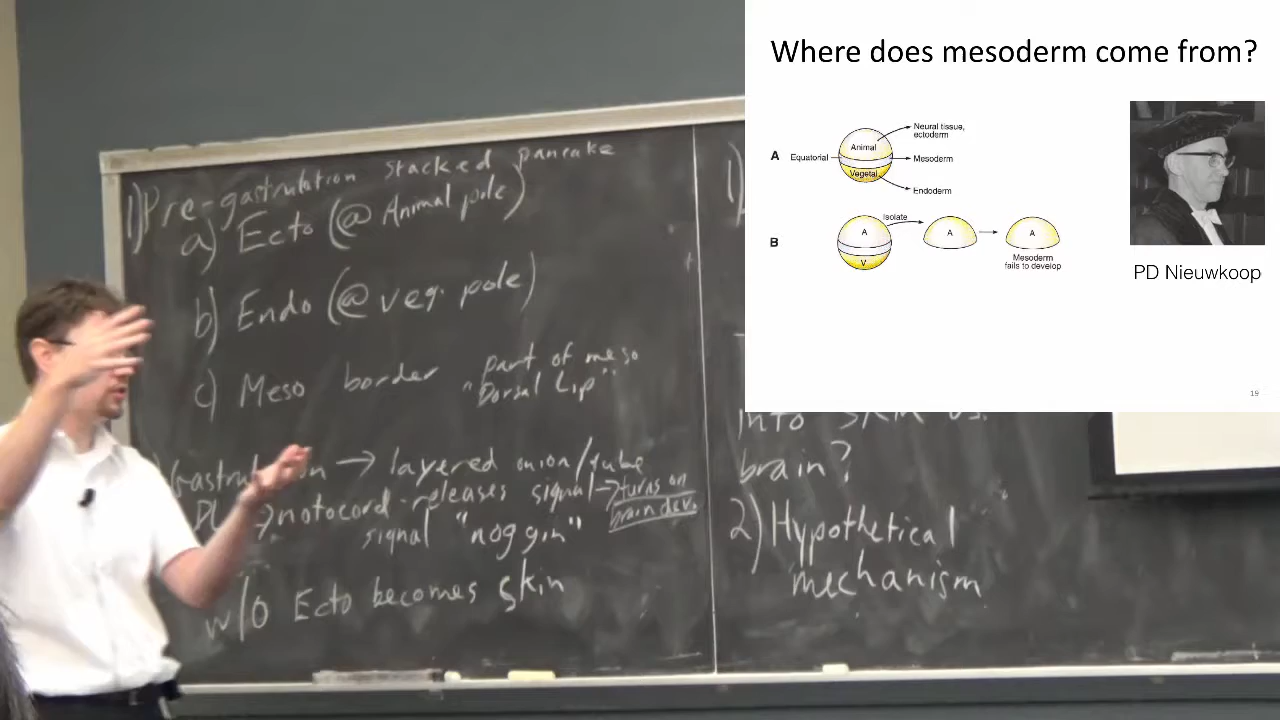 Where does mesoderm come from?
A
Equatorial
Animal
Vegetal
Neural tissue,
ectoderm
Mesoderm
Endoderm
B
A
V
Isolate
A
A
Mesoderm
fails to develop
PD Nieuwkoop
19
1) Pre-gastrulation stacked pancake
a) Ecto (@ Animal pole)
b) Endo (@ veg. pole)
c) Meso border "part of meso
Dorsal Lip"
→ layered onion/tube
→ notocord - releases signal → turns on
brain dev.
signal "noggin"
w/o Ecto becomes skin
1)
into skin vs.
brain?
2) Hypothetical
mechanism